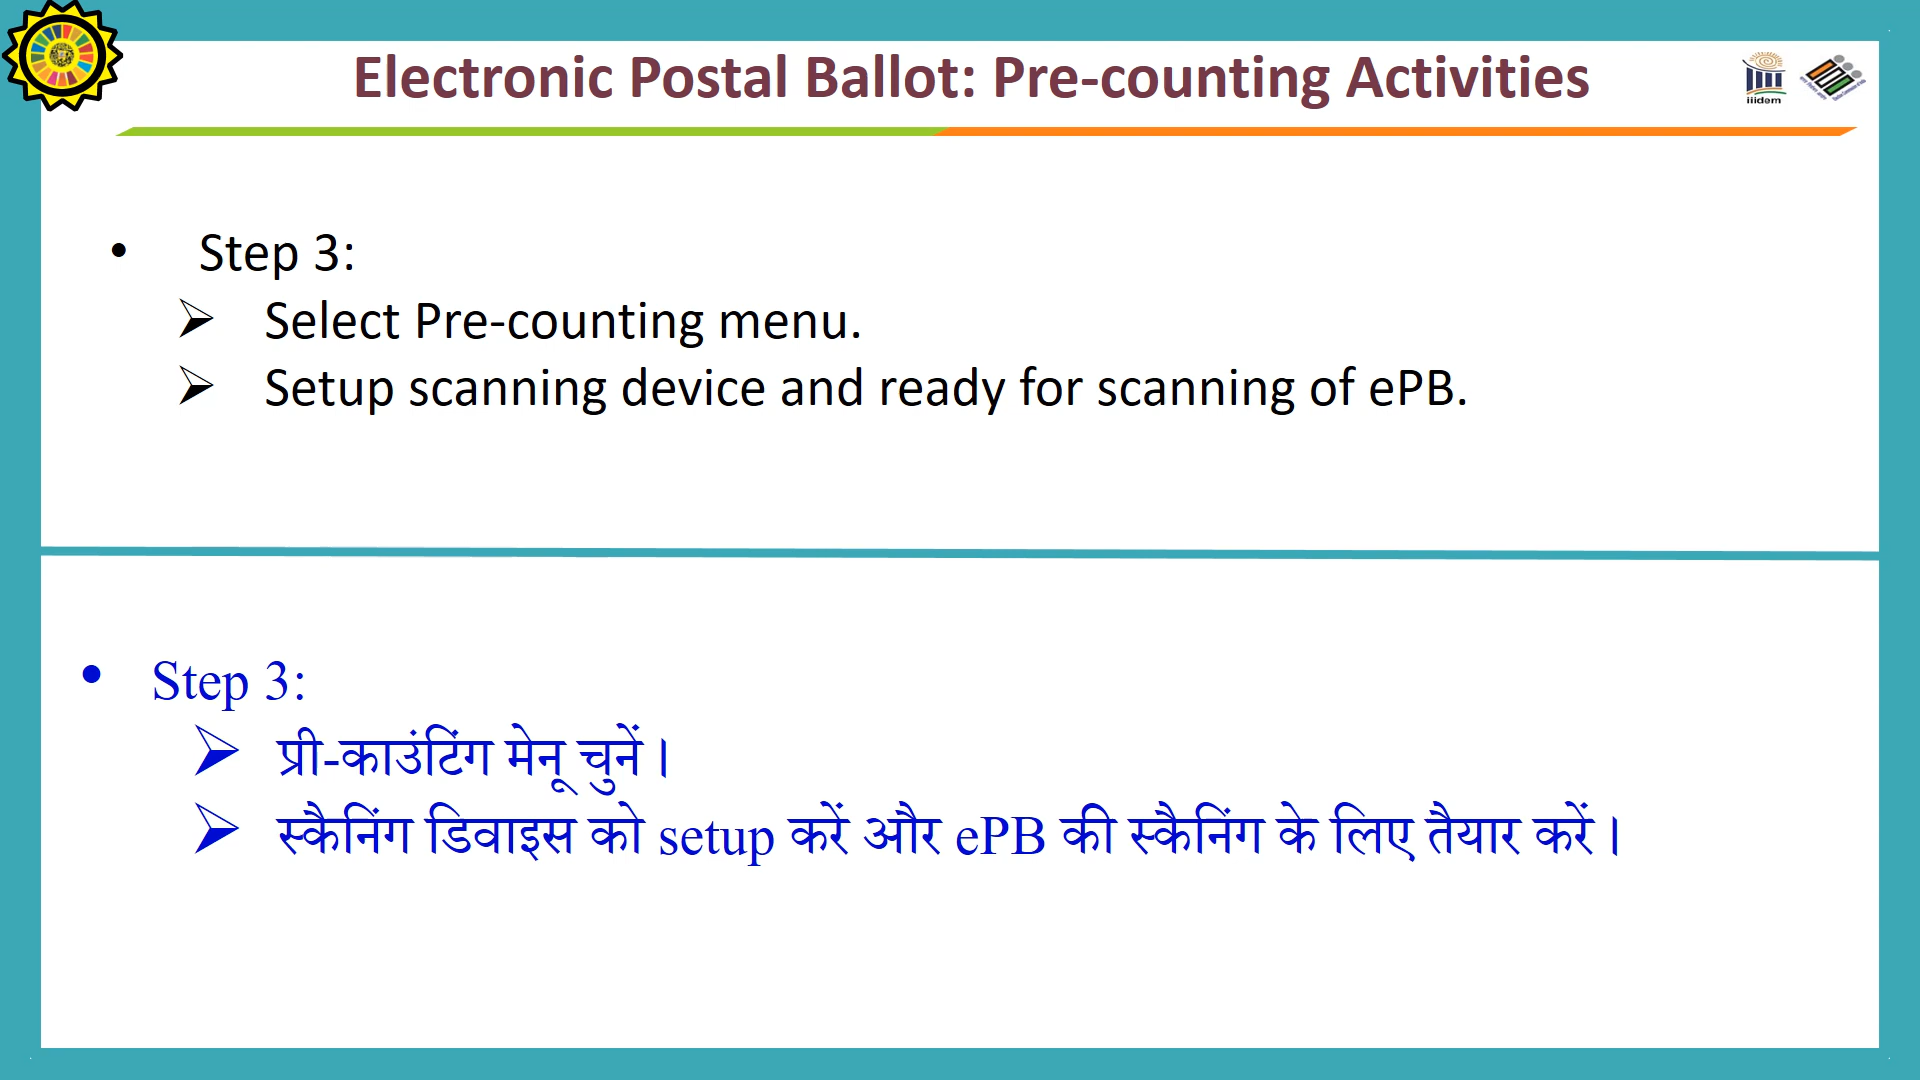 Electronic Postal Ballot: Pre-counting Activities
iiidem
• Step 3:
➢ Select Pre-counting menu.
➢ Setup scanning device and ready for scanning of ePB.
• Step 3:
➢ प्री-काउंटिंग मेनू चुनें।
➢ स्कैनिंग डिवाइस को setup करें और ePB की स्कैनिंग के लिए तैयार करें।